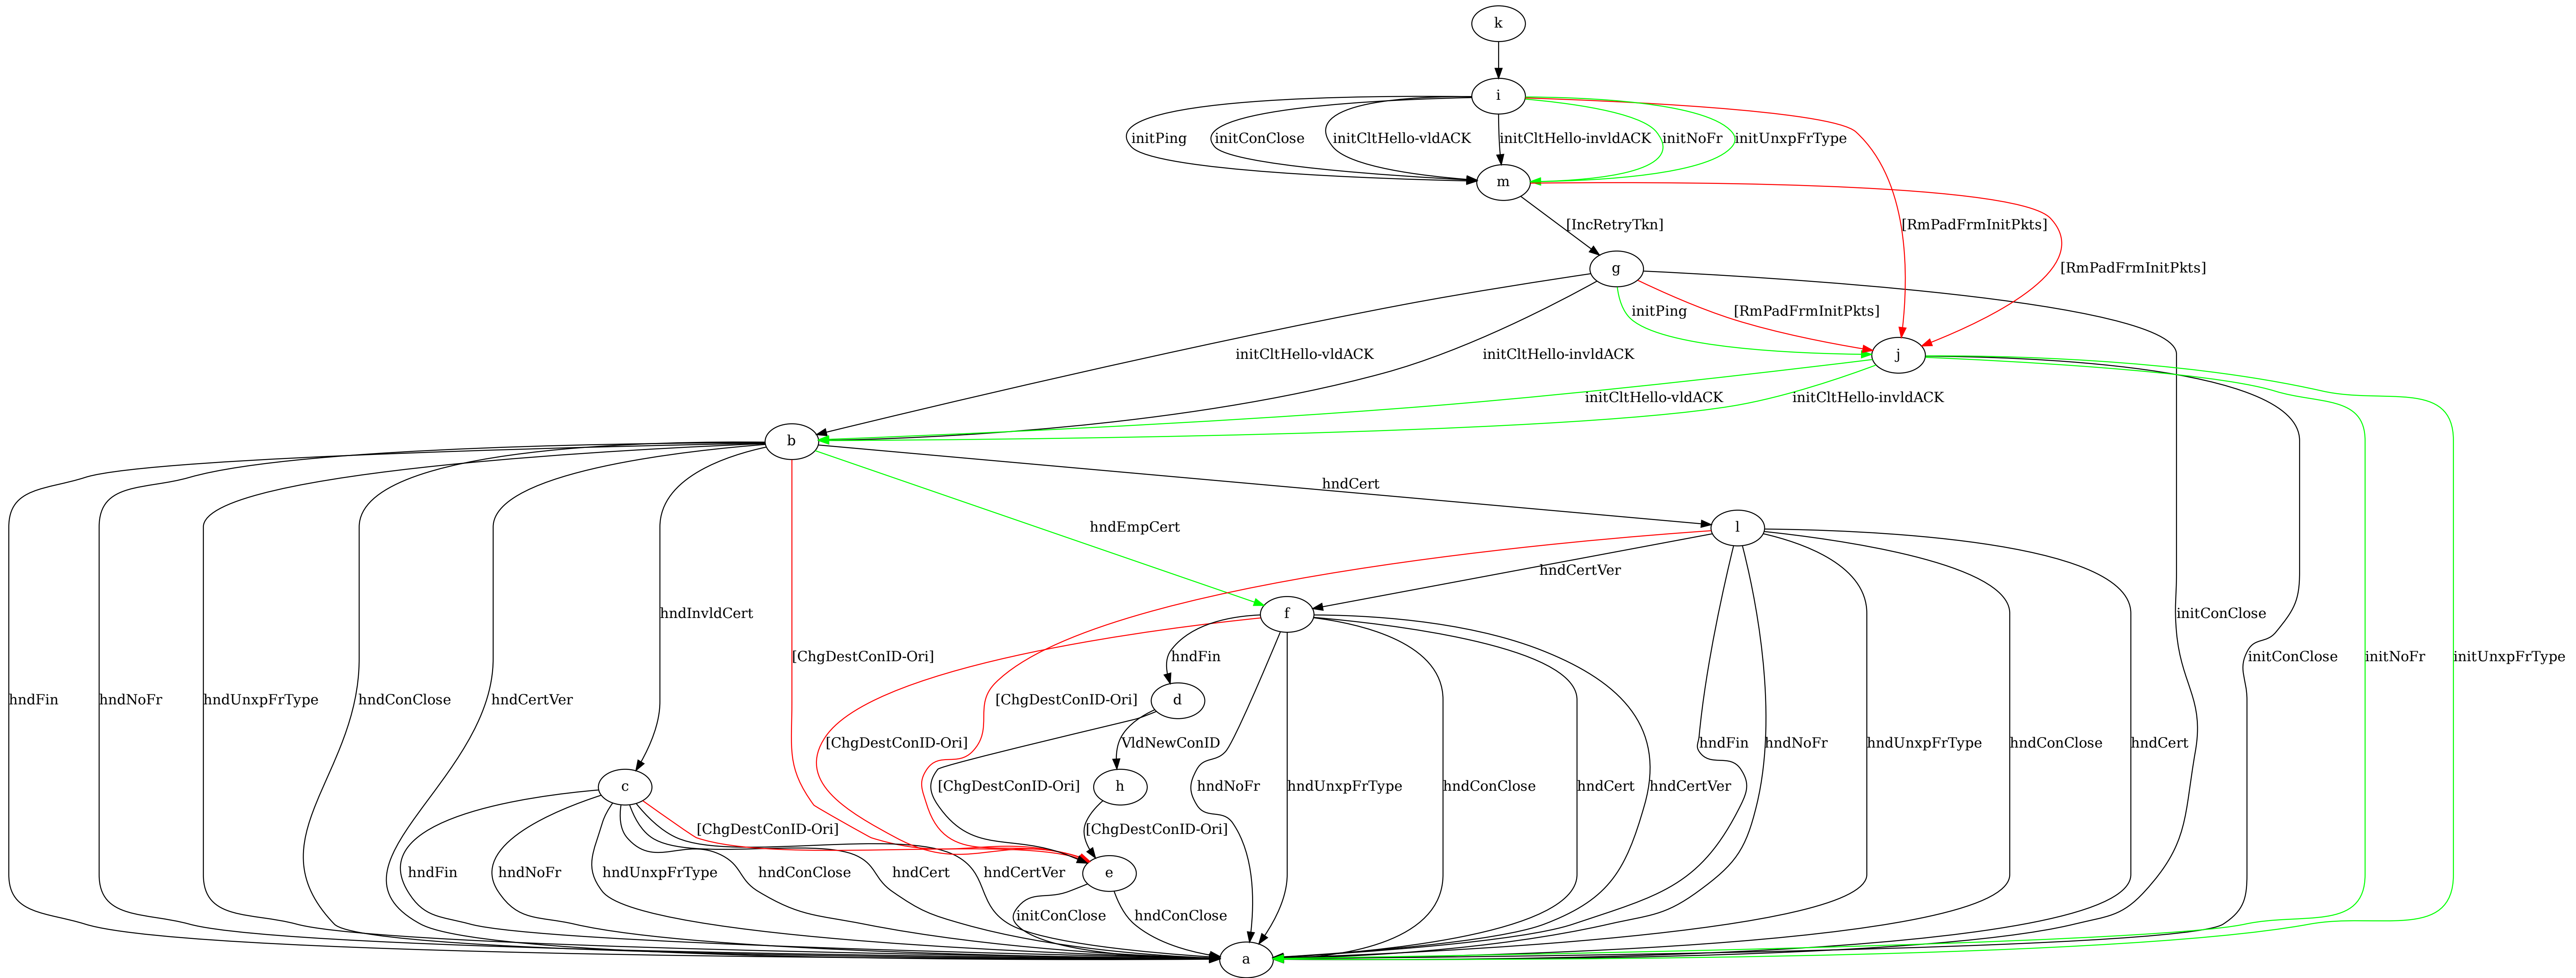 k
i
initPing
initConClose
initCltHello-vldACK
initCltHello-invldACK
initNoFr
initUnxpFrType
m
[IncRetryTkn]
[RmPadFrmInitPkts]
g
[RmPadFrmInitPkts]
initPing
[RmPadFrmInitPkts]
j
initCltHello-vldACK
initCltHello-invldACK
initCltHello-vldACK
initCltHello-invldACK
b
hndCert
hndEmpCert
l
hndCertVer
hndInvldCert
f
initConClose
[ChgDestConID-Ori]
hndFin
initConClose
initNoFr
initUnxpFrType
hndFin
hndNoFr
hndUnxpFrType
hndConClose
hndCertVer
[ChgDestConID-Ori]
d
[ChgDestConID-Ori]
VldNewConID
hndFin
hndNoFr
hndUnxpFrType
hndConClose
hndCert
c
[ChgDestConID-Ori]
h
hndNoFr
hndUnxpFrType
hndConClose
hndCert
hndCertVer
[ChgDestConID-Ori]
[ChgDestConID-Ori]
hndFin
hndNoFr
hndUnxpFrType
hndConClose
hndCert
hndCertVer
e
initConClose
hndConClose
a